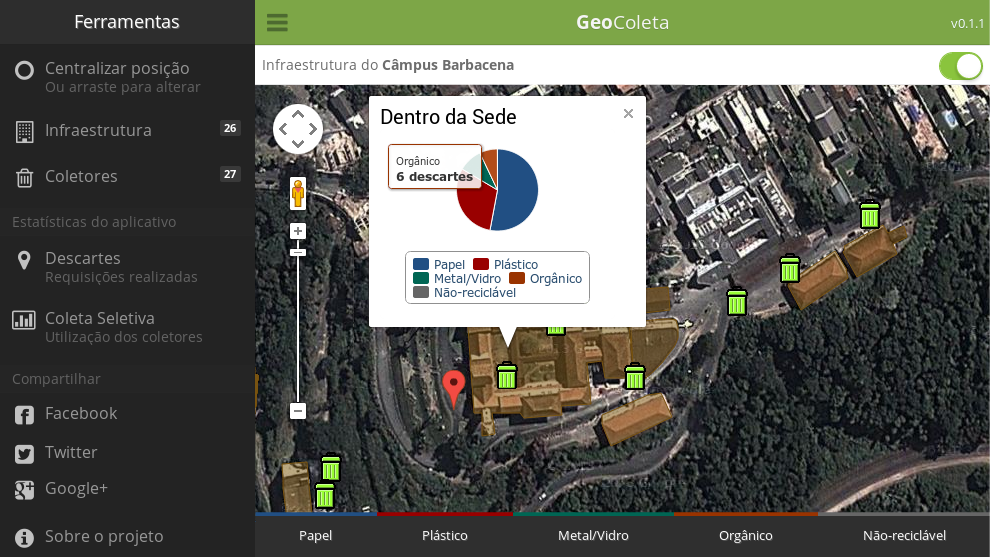 Ferramentas
Centralizar posição
Ou arraste para alterar
Infraestrutura 26
Coletores 27
Estatísticas do aplicativo
Descartes
Requisições realizadas
Coleta Seletiva
Utilização dos coletores
Compartilhar
Facebook
Twitter
Google+
Sobre o projeto
GeoColeta v0.1.1
Infraestrutura do Câmpus Barbacena
Dentro da Sede ×
Orgânico
6 descartes
Papel Plástico
Metal/Vidro Orgânico
Não-reciclável
Papel Plástico Metal/Vidro Orgânico Não-reciclável